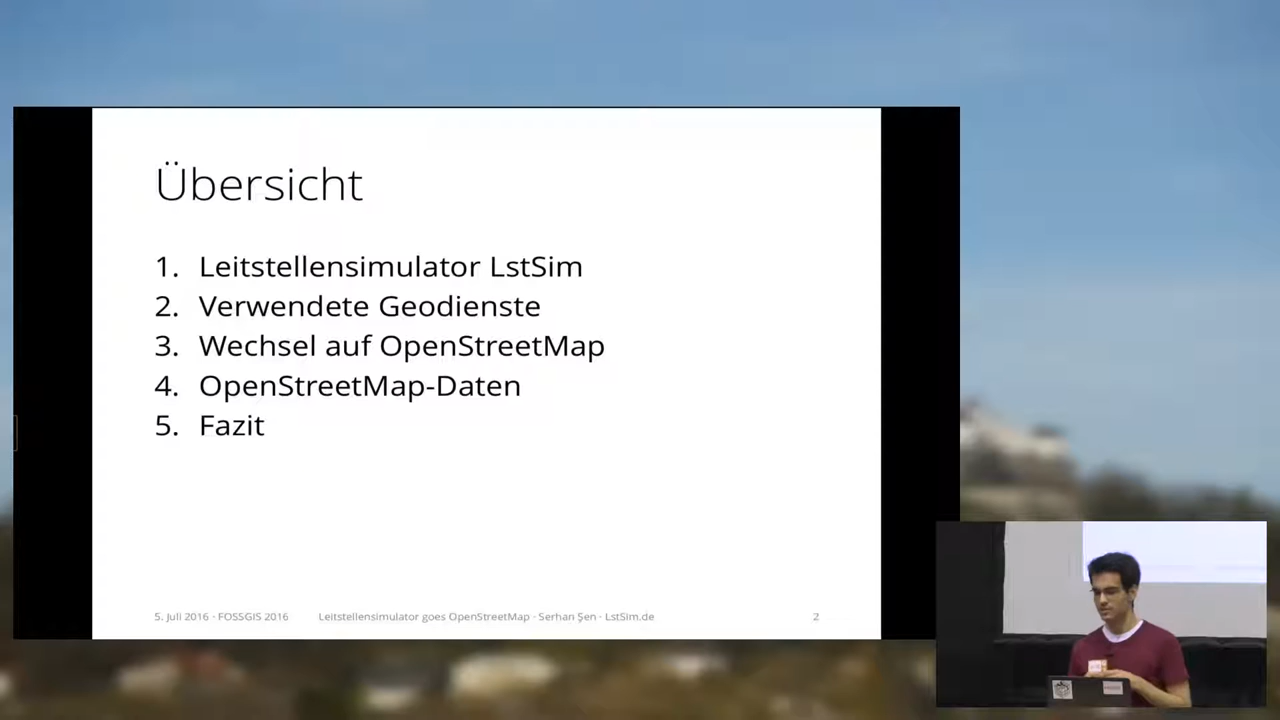 Übersicht
1. Leitstellensimulator LstSim
2. Verwendete Geodienste
3. Wechsel auf OpenStreetMap
4. OpenStreetMap-Daten
5. Fazit
5. Juli 2016 · FOSSGIS 2016 Leitstellensimulator goes OpenStreetMap · Serhan Şen · LstSim.de 2